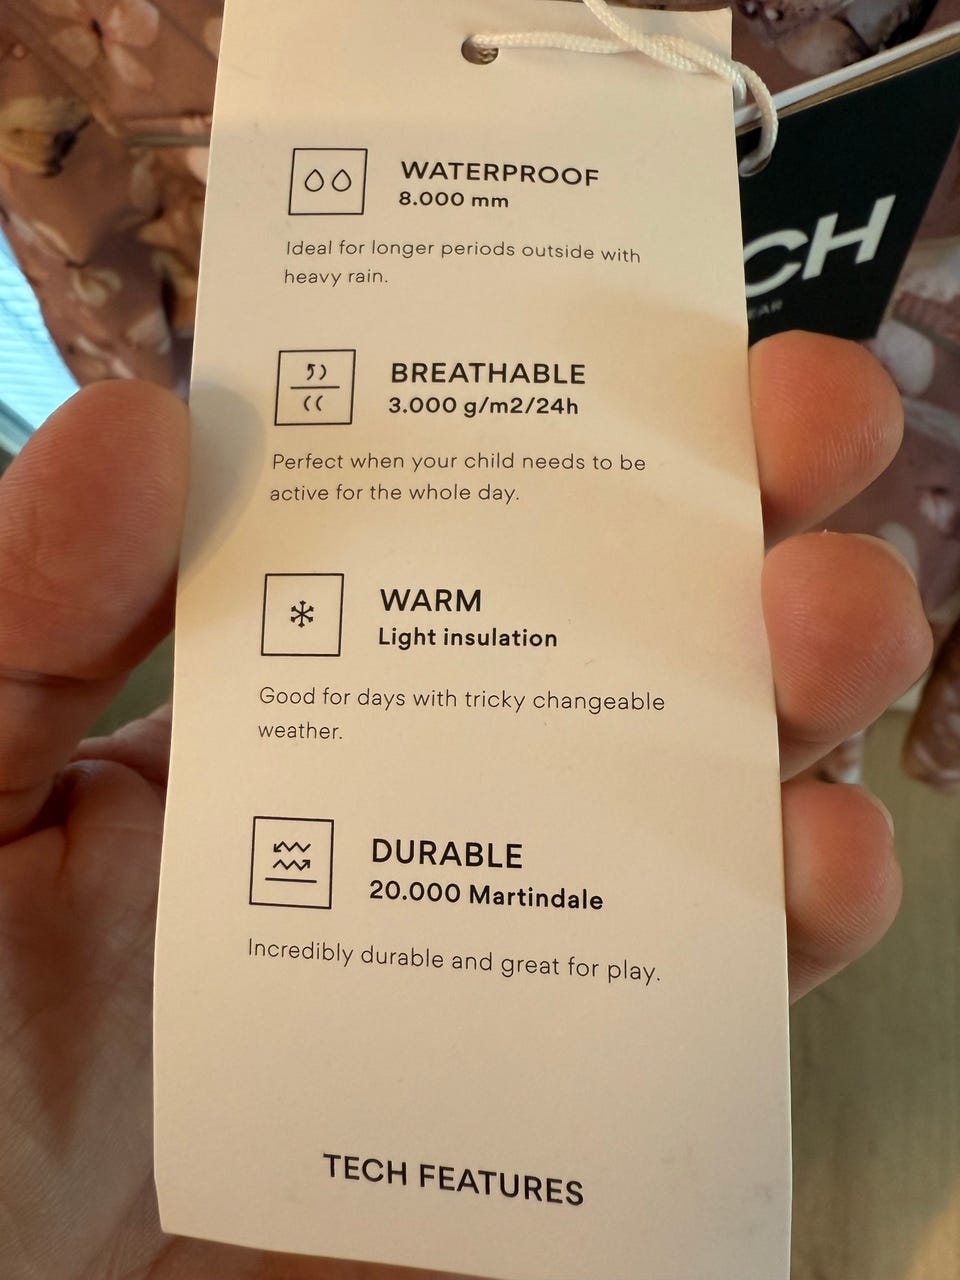 WATERPROOF
8.000 mm
Ideal for longer periods outside with
heavy rain.
BREATHABLE
3.000 g/m2/24h
Perfect when your child needs to be
active for the whole day.
WARM
Light insulation
Good for days with tricky changeable
weather.
DURABLE
20.000 Martindale
Incredibly durable and great for play.
TECH FEATURES
CH
EAR